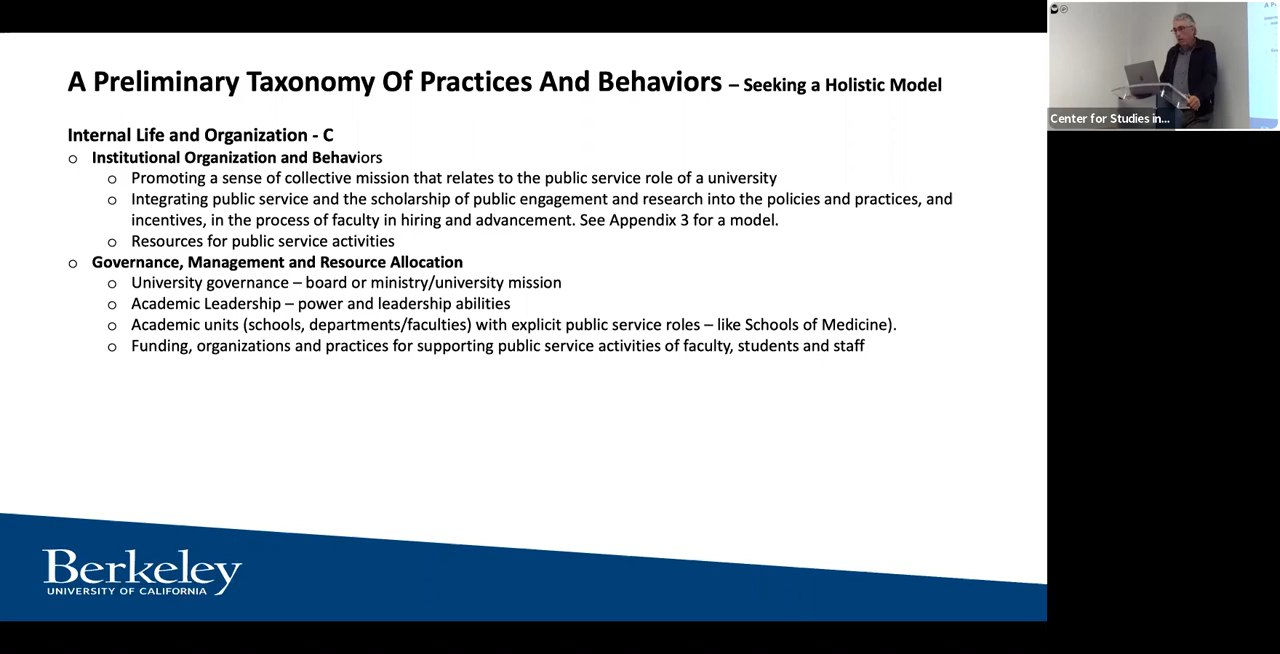 A Preliminary Taxonomy Of Practices And Behaviors – Seeking a Holistic Model
Internal Life and Organization - C
o Institutional Organization and Behaviors
o Promoting a sense of collective mission that relates to the public service role of a university
o Integrating public service and the scholarship of public engagement and research into the policies and practices, and
incentives, in the process of faculty in hiring and advancement. See Appendix 3 for a model.
o Resources for public service activities
o Governance, Management and Resource Allocation
o University governance – board or ministry/university mission
o Academic Leadership – power and leadership abilities
o Academic units (schools, departments/faculties) with explicit public service roles – like Schools of Medicine).
o Funding, organizations and practices for supporting public service activities of faculty, students and staff
Berkeley
UNIVERSITY OF CALIFORNIA
Center for Studies in...